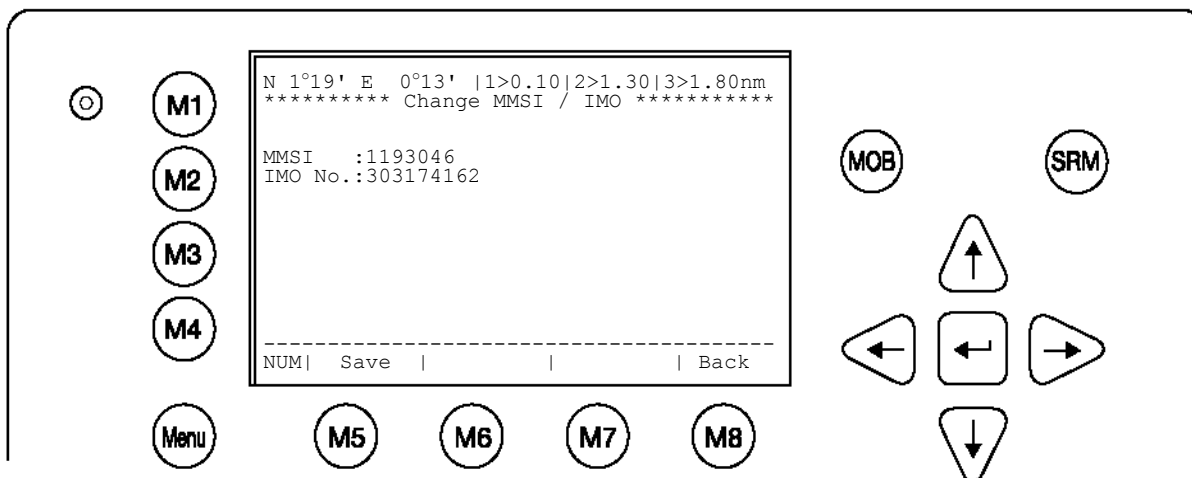 N 1°19' E  0°13' |1>0.10|2>1.30|3>1.80nm
********** Change MMSI / IMO ***********
MMSI   :1193046
IMO No.:303174162
----------------------------------------
NUM|  Save  |         |         | Back
M1
M2
M3
M4
Menu
M5
M6
M7
M8
MOB
SRM